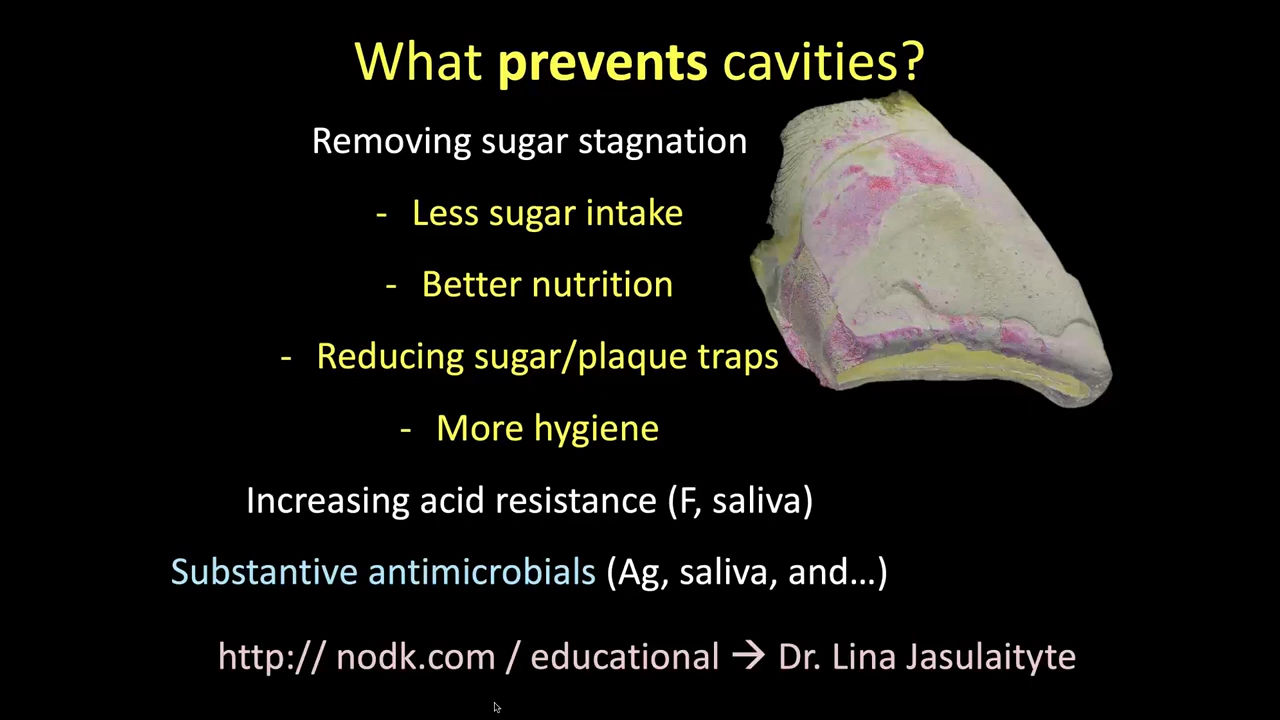 What prevents cavities?
Removing sugar stagnation
- Less sugar intake
- Better nutrition
- Reducing sugar/plaque traps
- More hygiene
Increasing acid resistance (F, saliva)
Substantive antimicrobials (Ag, saliva, and…)
http:// nodk.com / educational → Dr. Lina Jasulaityte